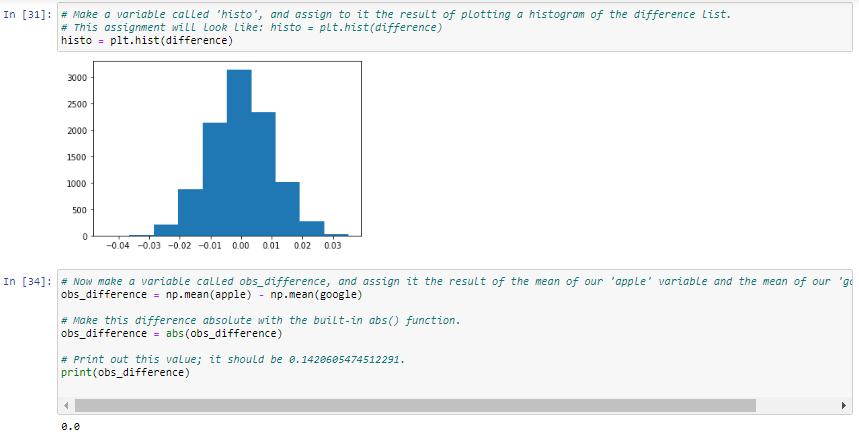 In [31]: # Make a variable called 'histo', and assign to it the result of plotting a histogram of the difference list.
# This assignment will look like: histo = plt.hist(difference)
histo = plt.hist(difference)
3000
2500
2000
1500
1000
500
0
−0.04 −0.03 −0.02 −0.01 0.00 0.01 0.02 0.03
In [34]: # Now make a variable called obs_difference, and assign it the result of the mean of our 'apple' variable and the mean of our
obs_difference = np.mean(apple) - np.mean(google)
# Make this difference absolute with the built-in abs() function.
obs_difference = abs(obs_difference)
# Print out this value; it should be 0.1420605474512291.
print(obs_difference)
0.0